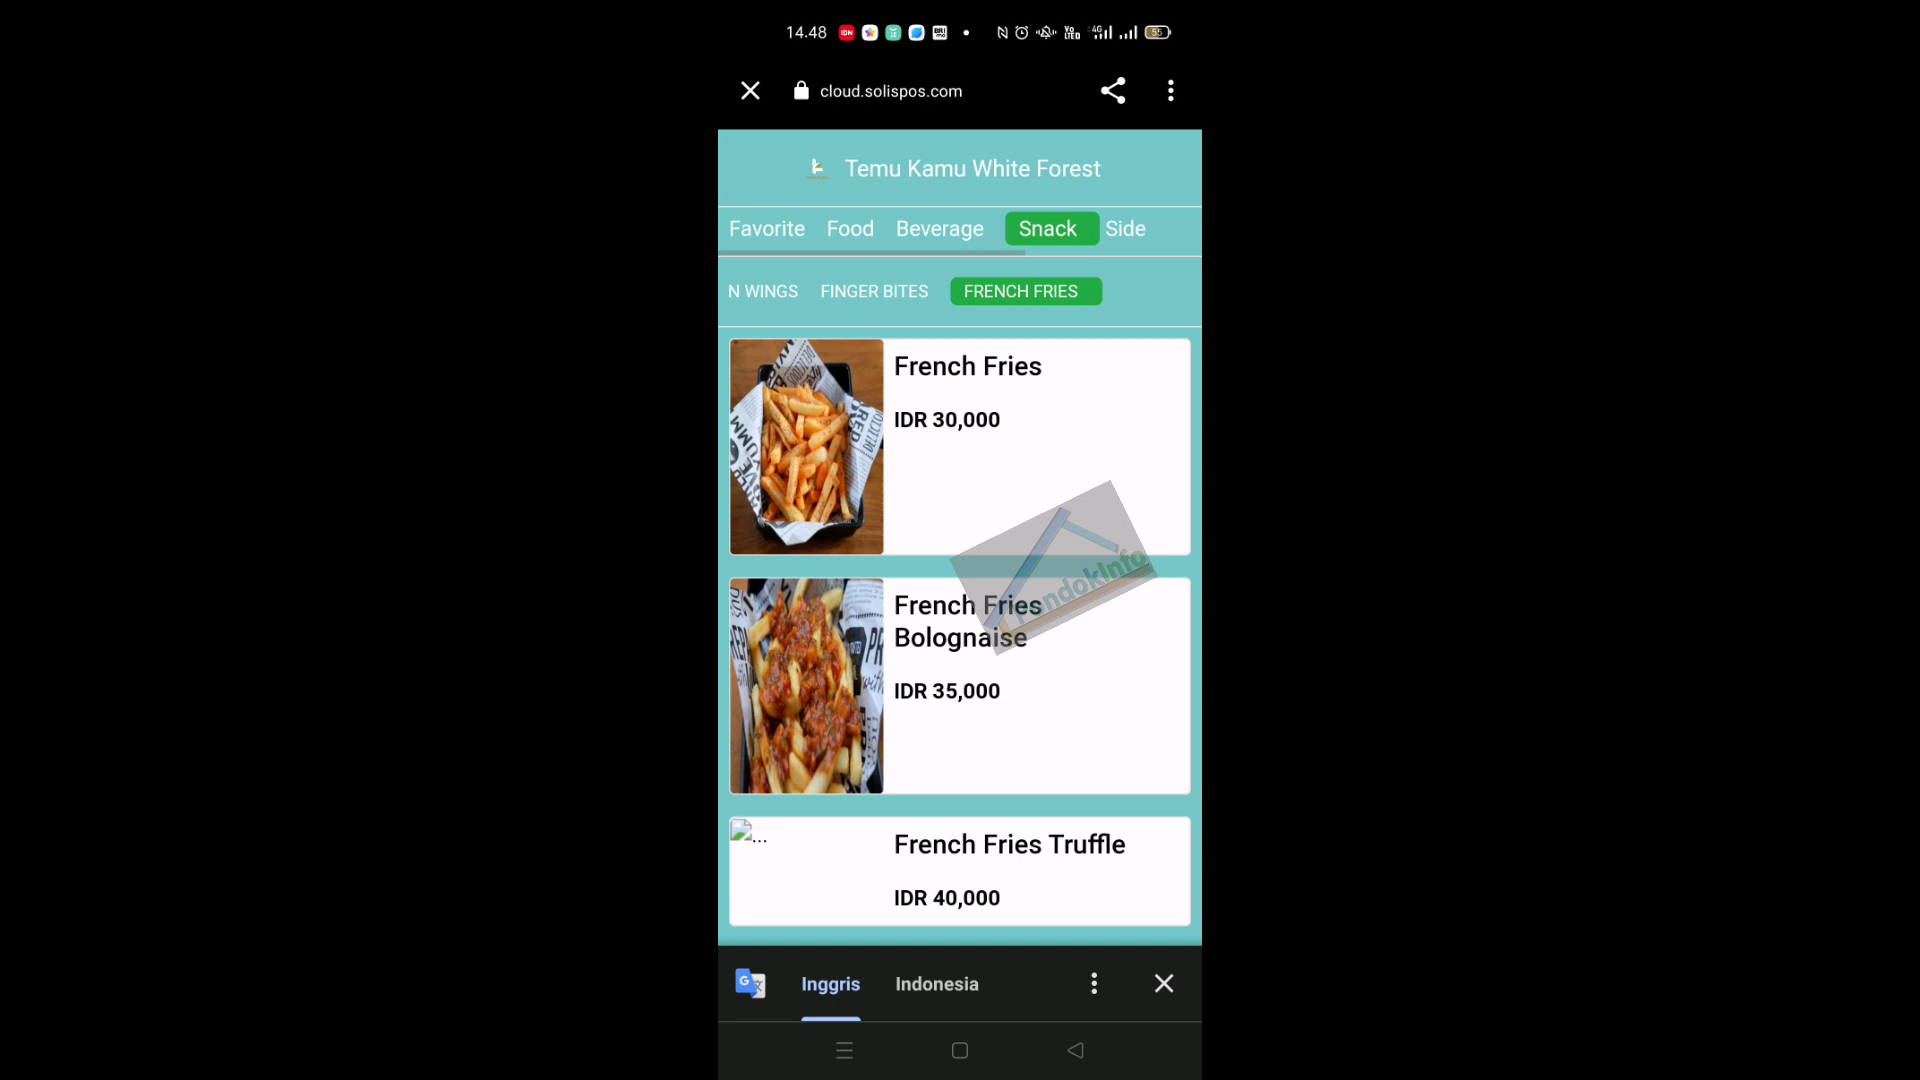 14.48
cloud.solispos.com
Temu Kamu White Forest
Favorite Food Beverage Snack Side
N WINGS FINGER BITES FRENCH FRIES
French Fries
IDR 30,000
PondokInfo
French Fries
Bolognaise
IDR 35,000
...
French Fries Truffle
IDR 40,000
Inggris Indonesia